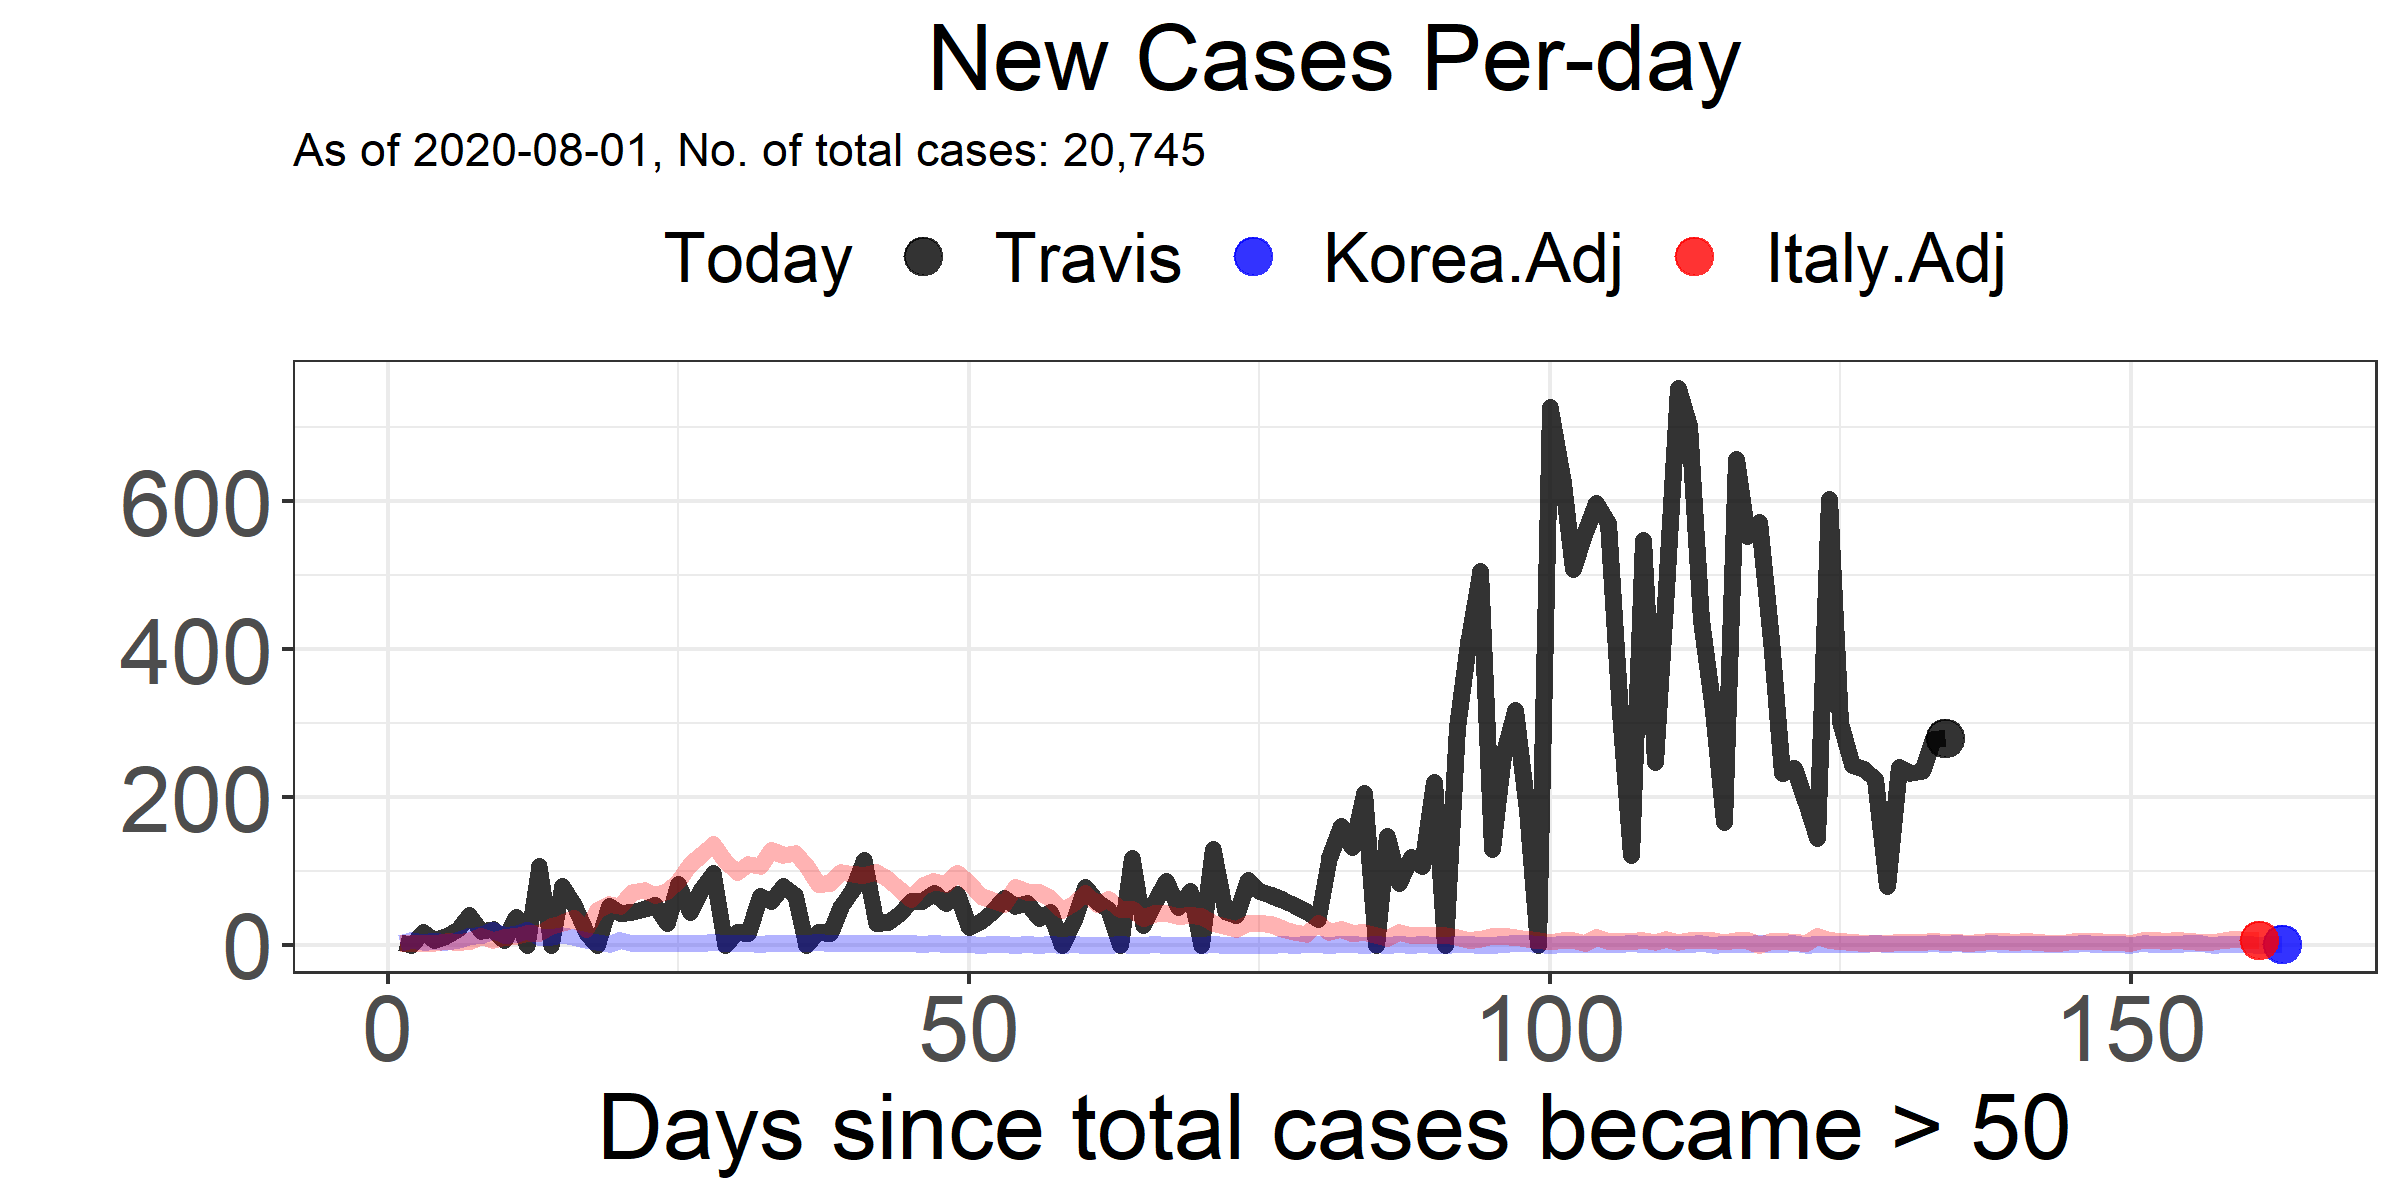 New Cases Per-day
As of 2020-08-01, No. of total cases: 20,745
Today Travis Korea.Adj Italy.Adj
600
400
200
0
0 50 100 150
Days since total cases became > 50